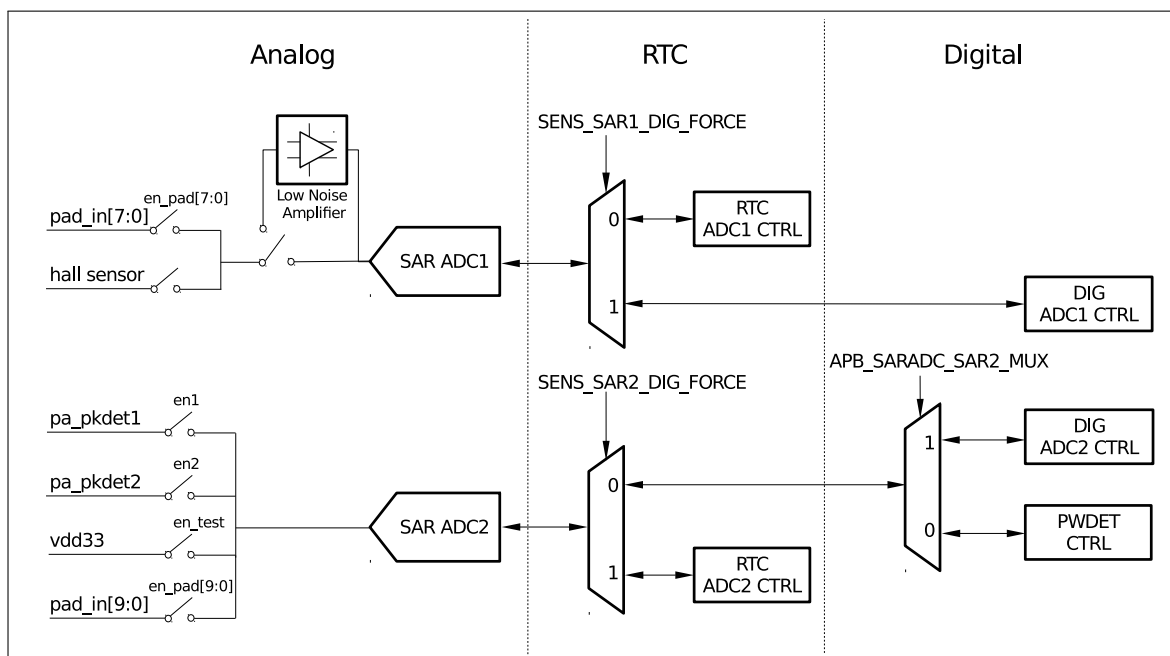 Analog
RTC
Digital
SENS_SAR1_DIG_FORCE
Low Noise
Amplifier
en_pad[7:0]
pad_in[7:0]
hall sensor
SAR ADC1
0
1
RTC
ADC1 CTRL
DIG
ADC1 CTRL
SENS_SAR2_DIG_FORCE
APB_SARADC_SAR2_MUX
en1
pa_pkdet1
en2
pa_pkdet2
en_test
vdd33
en_pad[9:0]
pad_in[9:0]
SAR ADC2
0
1
RTC
ADC2 CTRL
1
0
DIG
ADC2 CTRL
PWDET
CTRL